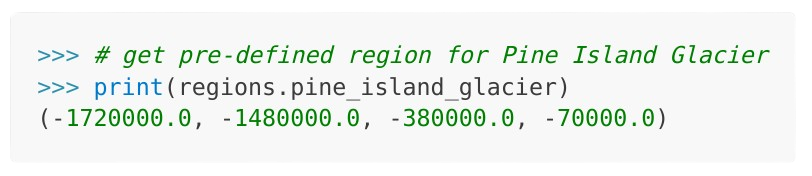 >>> # get pre-defined region for Pine Island Glacier
>>> print(regions.pine_island_glacier)
(-1720000.0, -1480000.0, -380000.0, -70000.0)